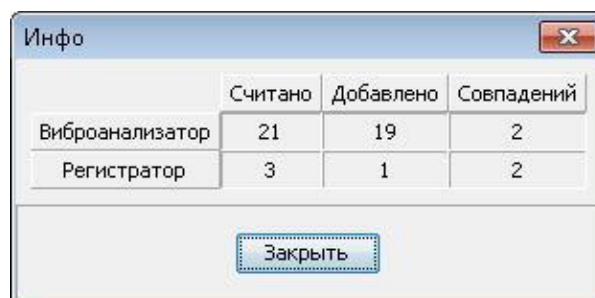 Инфо
Считано Добавлено Совпадений
Виброанализатор 21 19 2
Регистратор 3 1 2
Закрыть